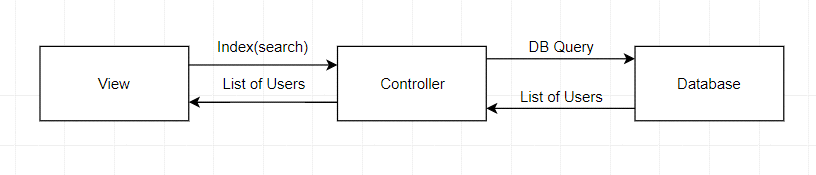 Index(search)
DB Query
View
List of Users
Controller
List of Users
Database